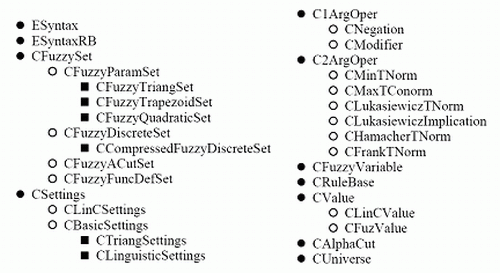 ESyntax
ESyntaxRB
CFuzzySet
CFuzzyParamSet
CFuzzyTriangSet
CFuzzyTrapezoidSet
CFuzzyQuadraticSet
CFuzzyDiscreteSet
CCompressedFuzzyDiscreteSet
CFuzzyACutSet
CFuzzyFuncDefSet
CSettings
CLinCSettings
CBasicSettings
CTriangSettings
CLinguisticSettings
C1ArgOper
CNegation
CModifier
C2ArgOper
CMinTNorm
CMaxTConorm
CLukasiewiczTNorm
CLukasiewiczImplication
CHamacherTNorm
CFrankTNorm
CFuzzyVariable
CRuleBase
CValue
CLinCValue
CFuzValue
CAlphaCut
CUniverse